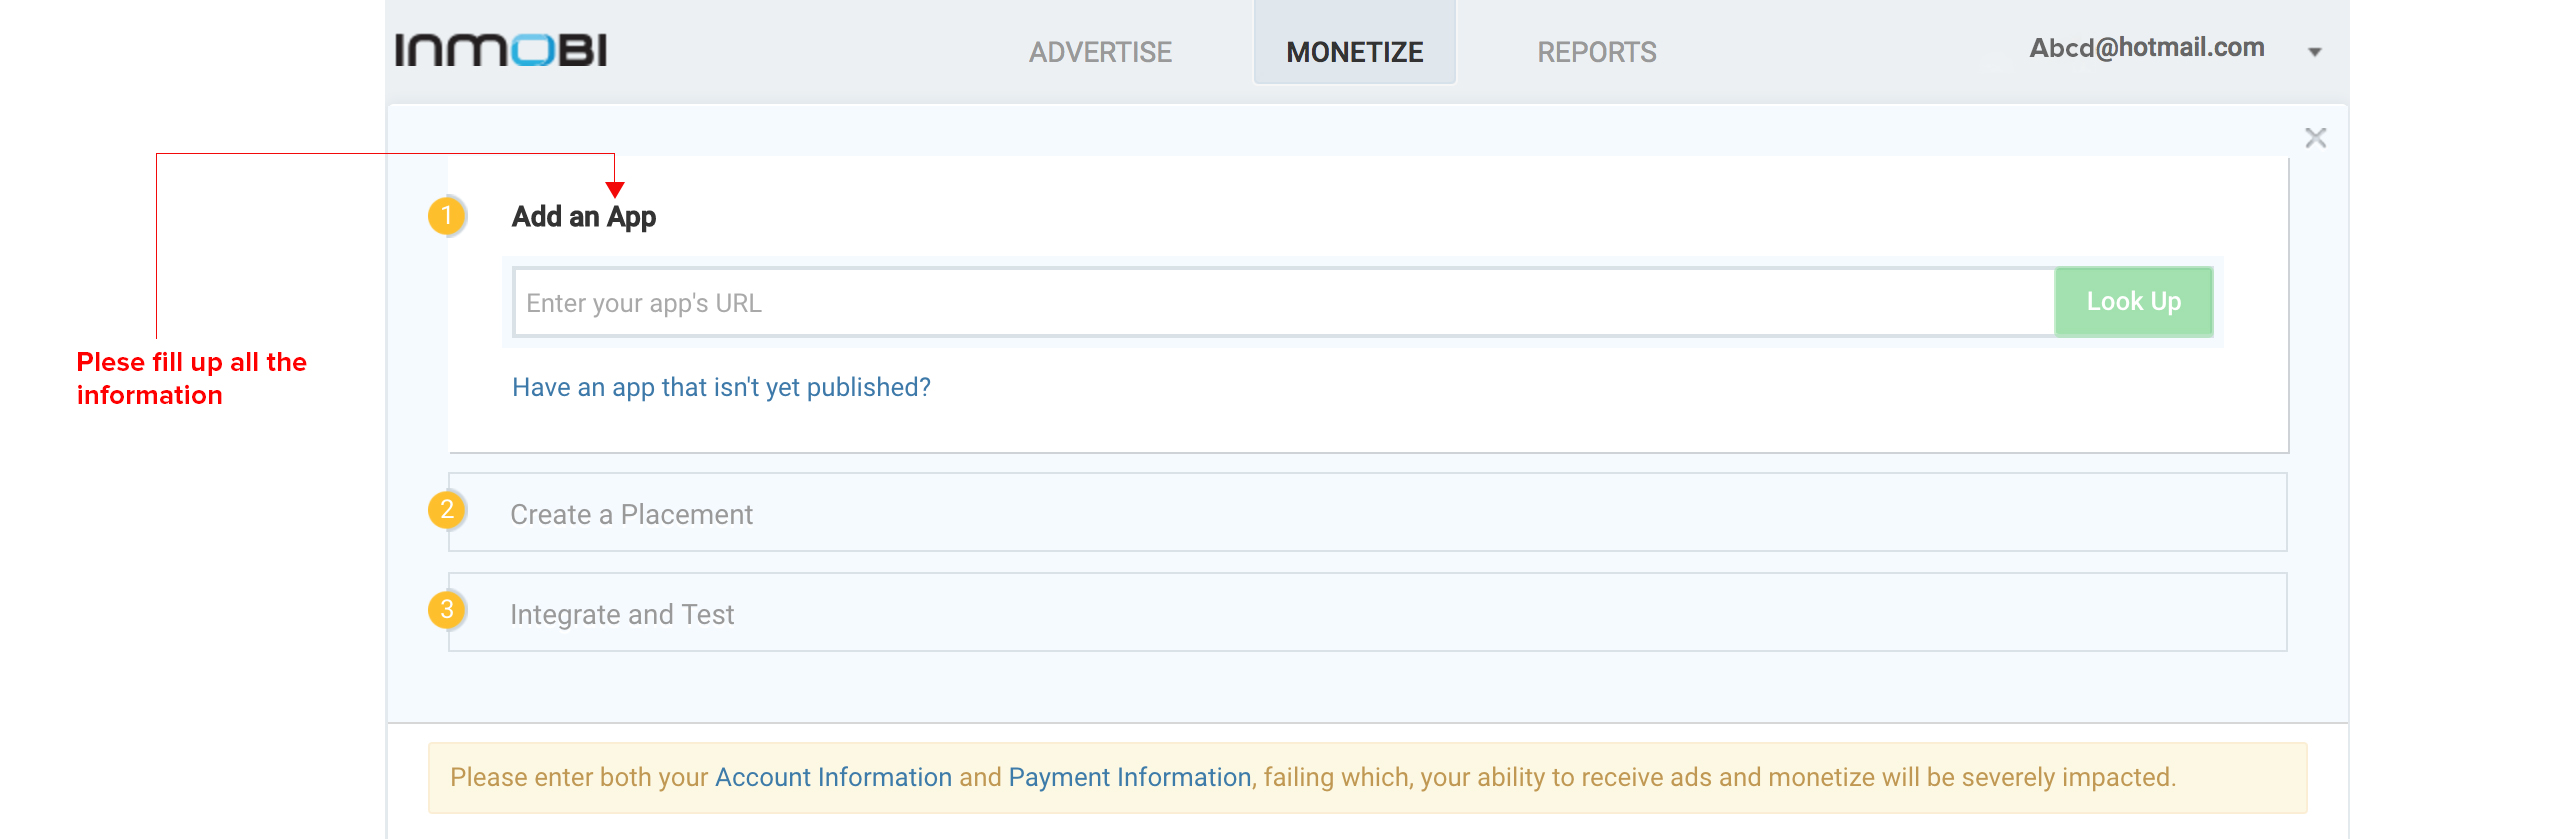 INMOBI
ADVERTISE
MONETIZE
REPORTS
Abcd@hotmail.com
1
Add an App
Enter your app's URL
Look Up
Plese fill up all the
information
Have an app that isn't yet published?
2
Create a Placement
3
Integrate and Test
Please enter both your Account Information and Payment Information, failing which, your ability to receive ads and monetize will be severely impacted.